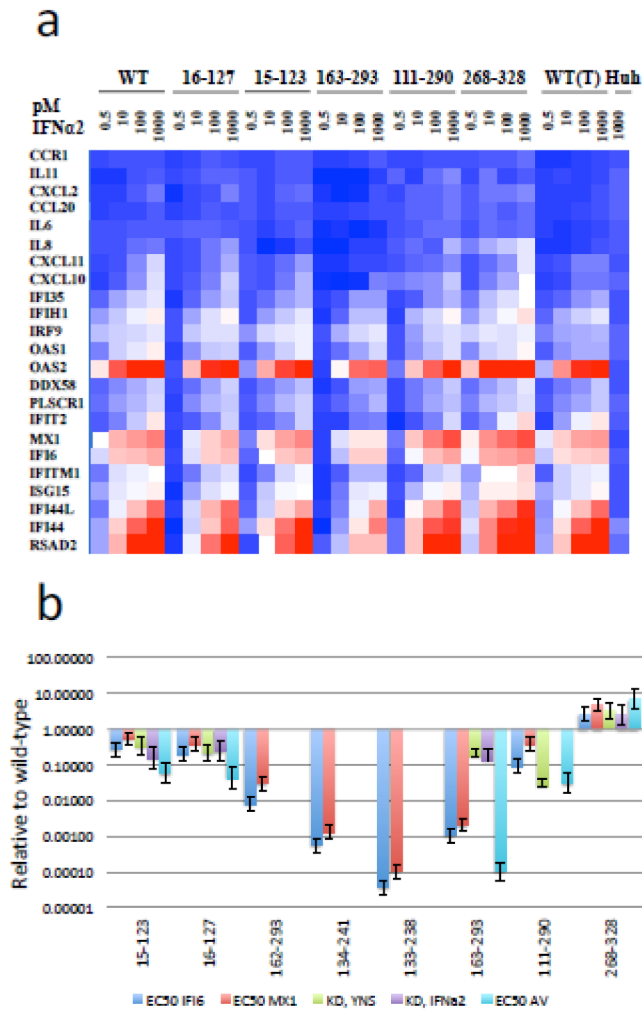 a
WT 16-127 15-123 163-293 111-290 268-328 WT(T) Huh
pM IFNα2
0.5 10 100 1000 0.5 10 100 1000 0.5 10 100 1000 0.5 10 100 1000 0.5 10 100 1000 0.5 10 100 1000 0.5 10 100 1000 1000
CCR1
IL11
CXCL2
CCL20
IL6
IL8
CXCL11
CXCL10
IFI35
IFIH1
IRF9
OAS1
OAS2
DDX58
PLSCR1
IFIT2
MX1
IFI6
IFITM1
ISG15
IFI44L
IFI44
RSAD2
b
Relative to wild-type
100.00000
10.00000
1.00000
0.10000
0.01000
0.00100
0.00010
0.00001
15-123 16-127 162-293 134-241 133-238 163-293 111-290 268-328
EC50 IFI6 EC50 MX1 KD, YNS KD, IFNa2 EC50 AV